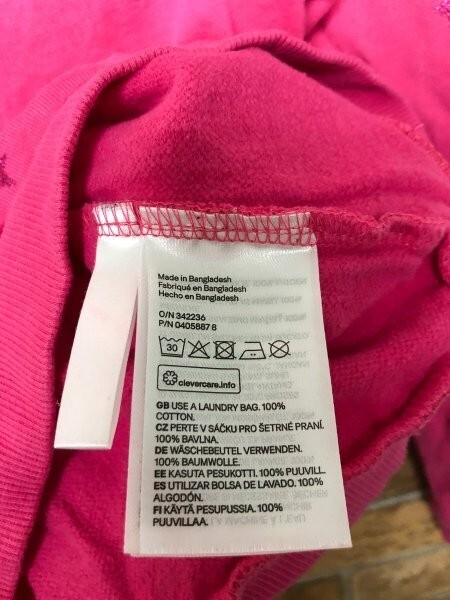 Made in Bangladesh
Fabriqué en Bangladesh
Hecho en Bangladesh
O/N 342236
P/N 0405887 8
30
clevercare.info
GB USE A LAUNDRY BAG. 100%
COTTON.
CZ PERTE V SÁČKU PRO ŠETRNÉ PRANÍ.
100% BAVLNA.
DE WÄSCHEBEUTEL VERWENDEN.
100% BAUMWOLLE.
EE KASUTA PESUKOTTI. 100% PUUVILL.
ES UTILIZAR BOLSA DE LAVADO. 100%
ALGODÓN.
FI KÄYTÄ PESUPUSSIA. 100%
PUUVILLAA.